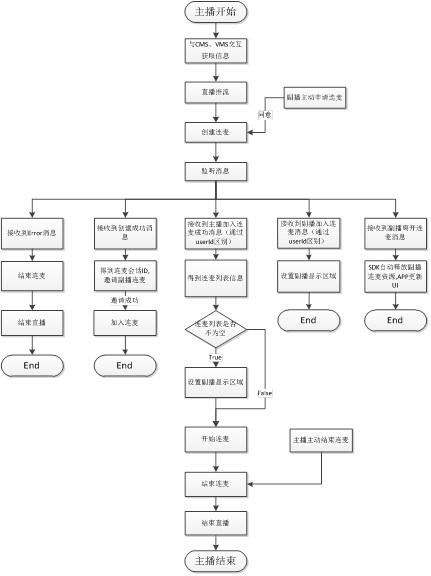 主播开始
与CMS、VMS交互
获取信息
直播推流
副播主动申请连麦
同意
创建连麦
监听消息
接收到Error消息
接收到创建成功消
息
接收到主播加入连
麦成功消息（通过
userId区别）
接收到副播加入连
麦消息（通过
userId区别）
接收到副播离开连
麦消息
结束连麦
得到连麦会话ID,
邀请副播连麦
得到连麦列表信息
设置副播显示区域
SDK自动释放副播
连麦资源,APP更新
UI
邀请成功
结束直播
加入连麦
连麦列表是否
不为空
End
End
True
End
End
设置副播显示区域
False
开始连麦
主播主动结束连麦
结束连麦
结束直播
主播结束